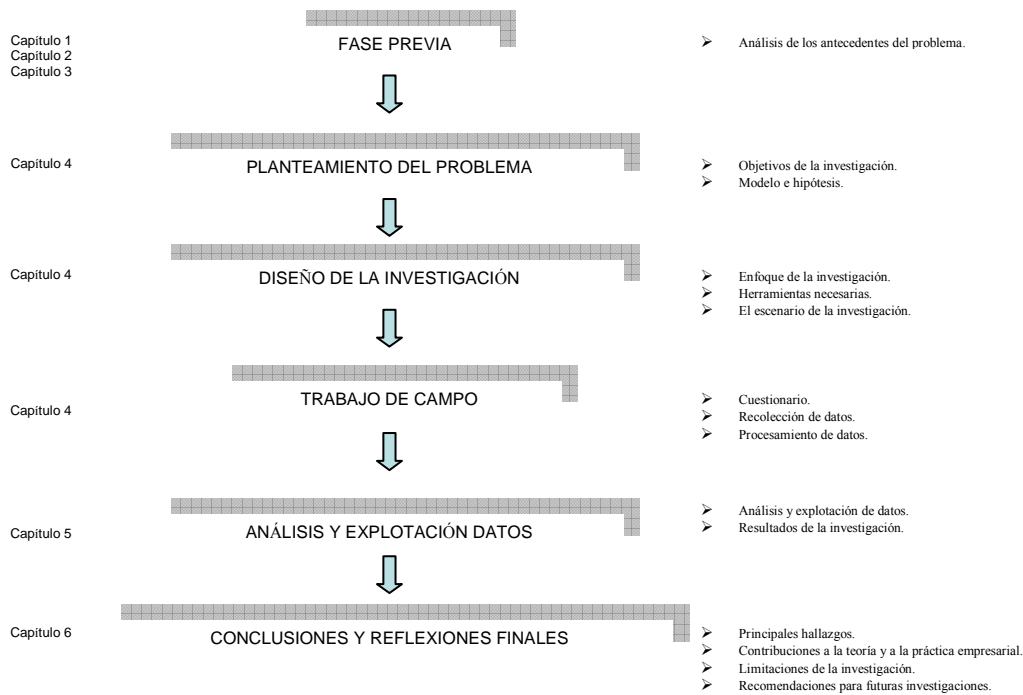 Capítulo 1
Capítulo 2
Capítulo 3
FASE PREVIA
➢ Análisis de los antecedentes del problema.
Capítulo 4
PLANTEAMIENTO DEL PROBLEMA
➢ Objetivos de la investigación.
➢ Modelo e hipótesis.
Capítulo 4
DISEÑO DE LA INVESTIGACIÓN
➢ Enfoque de la investigación.
➢ Herramientas necesarias.
➢ El escenario de la investigación.
Capítulo 4
TRABAJO DE CAMPO
➢ Cuestionario.
➢ Recolección de datos.
➢ Procesamiento de datos.
Capítulo 5
ANÁLISIS Y EXPLOTACIÓN DATOS
➢ Análisis y explotación de datos.
➢ Resultados de la investigación.
Capítulo 6
CONCLUSIONES Y REFLEXIONES FINALES
➢ Principales hallazgos.
➢ Contribuciones a la teoría y a la práctica empresarial.
➢ Limitaciones de la investigación.
➢ Recomendaciones para futuras investigaciones.